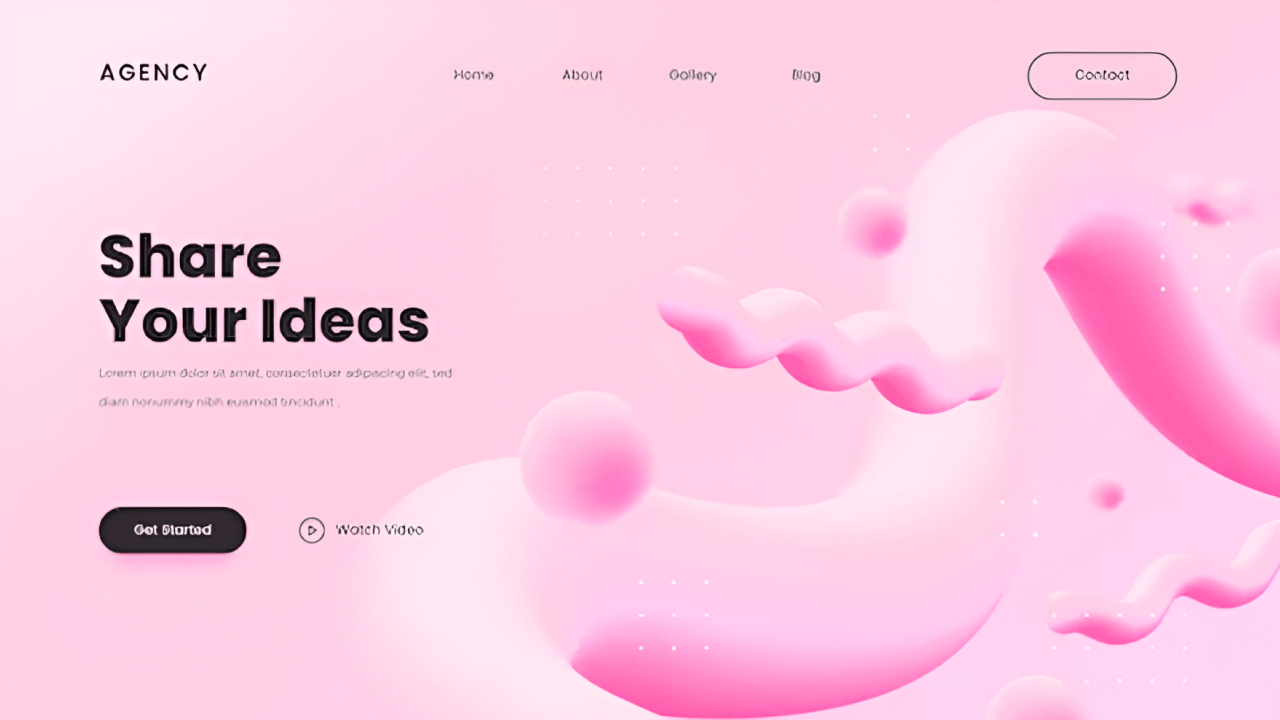 AGENCY
Home
About
Gallery
Blog
Contact
Share
Your Ideas
Lorem ipsum dolor sit amet, consectetuer adipiscing elit, sed
diam nonummy nibh euismod tincidunt .
Get Started
Watch Video